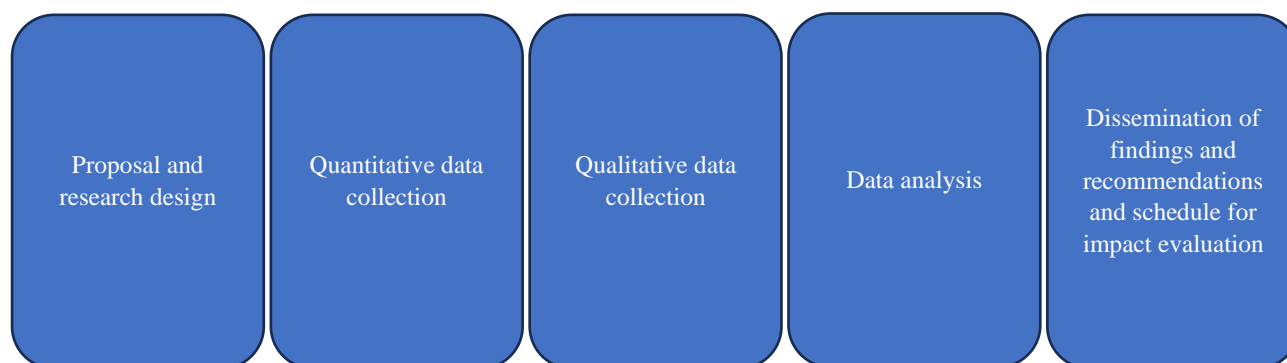 Proposal and
research design
Quantitative data
collection
Qualitative data
collection
Data analysis
Dissemination of
findings and
recommendations
and schedule for
impact evaluation